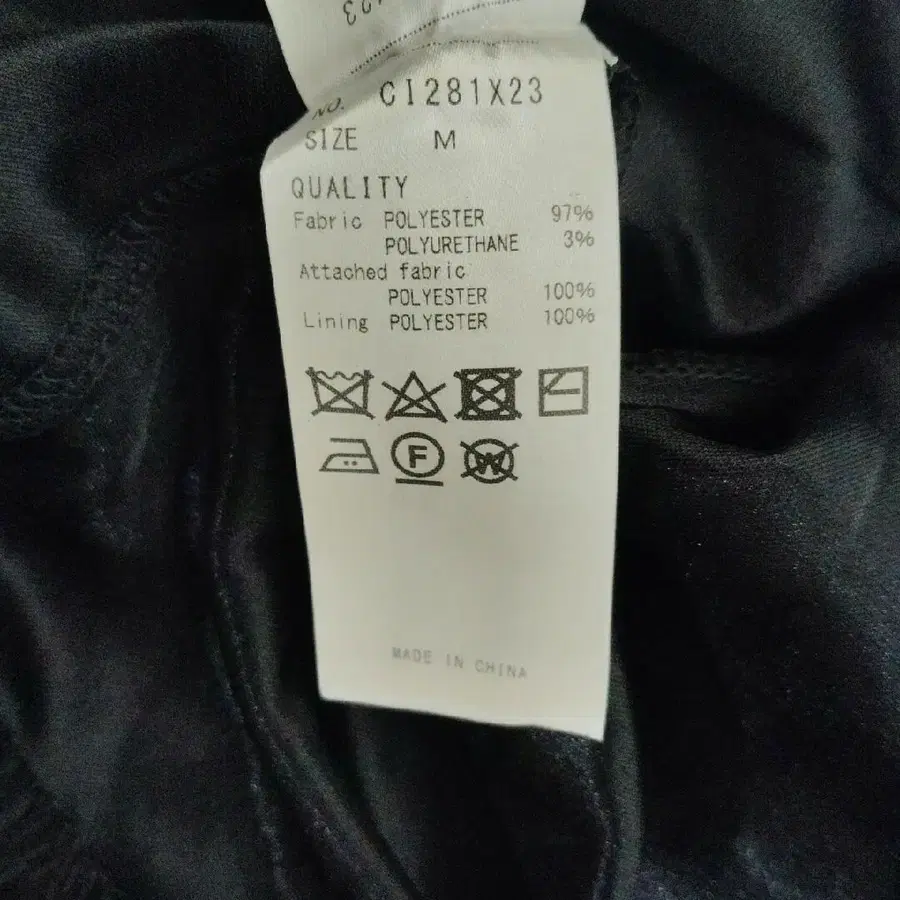 NO. CI281X23
SIZE M
QUALITY
Fabric POLYESTER 97%
POLYURETHANE 3%
Attached fabric
POLYESTER 100%
Lining POLYESTER 100%
F
W
MADE IN CHINA